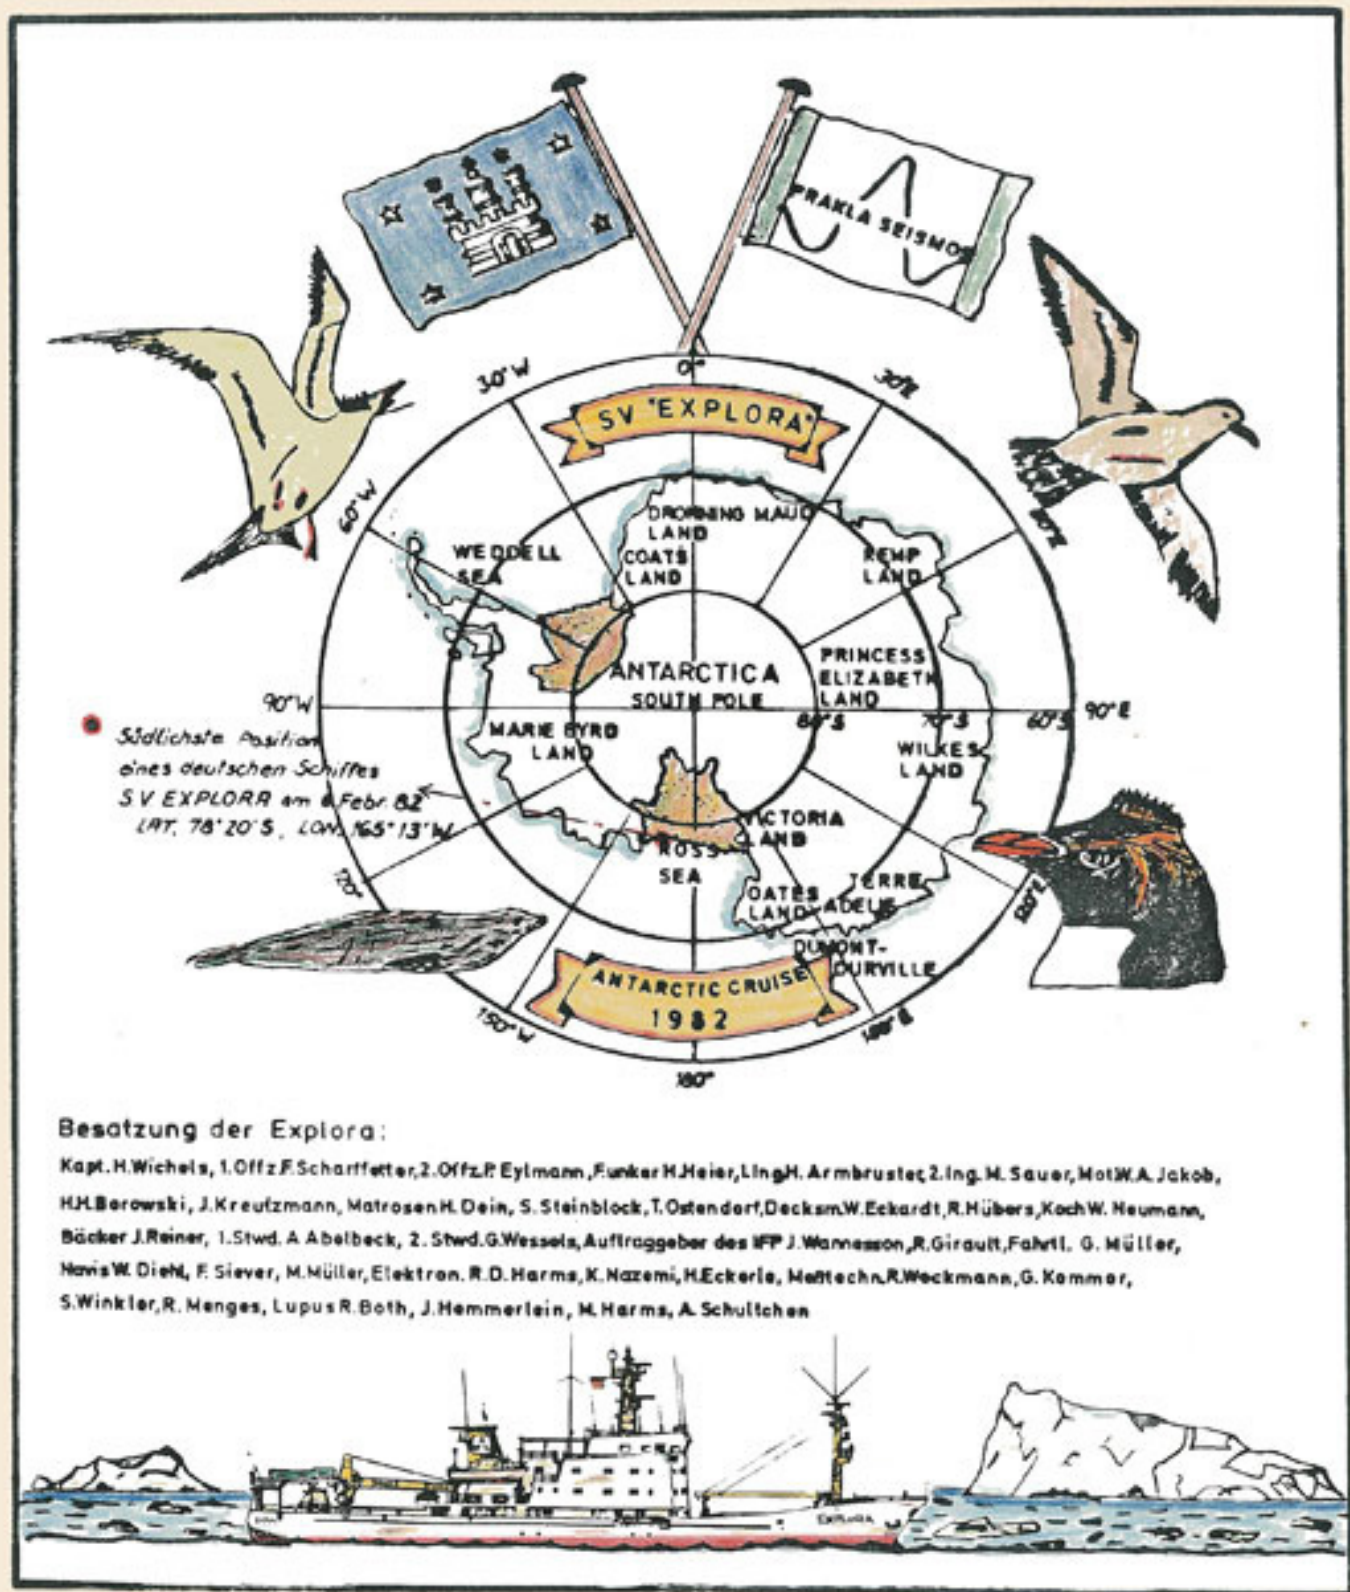 PRAKLA SEISMOS
30°W
0°
30°E
SV "EXPLORA"
60°W
DRONNING MAUD
LAND
WEDDELL
SEA
COATS
LAND
KEMP
LAND
ANTARCTICA
SOUTH POLE
PRINCESS
ELIZABETH
LAND
90°W
80°S
70°S
60°S
90°E
Südlichste Position
eines deutschen Schiffes
SV EXPLORA am 6 Febr. 82
LAT. 78°20'S, LON. 165°13'W
MARIE BYRD
LAND
WILKES
LAND
VICTORIA
LAND
ROSS
SEA
OATES
LAND
TERRE
ADELIE
DUMONT-
DURVILLE
120°
120°E
ANTARCTIC CRUISE
1982
150°W
150°E
180°
Besatzung der Explora:
Kapt. H.Wichels, 1.Offz.F.Scharffetter, 2.Offz.P. Eylmann, Funker H.Heier, L.Ing.H. Armbruster, 2.Ing. M. Sauer, Mot.W.A. Jakob,
H.H.Borowski, J.Kreutzmann, Matrosen H. Dein, S. Steinblock, T. Ostendorf, Decksm.W. Eckardt, R.Hübers, Koch W. Neumann,
Bäcker J.Reiner, 1.Stwd. A Abelbeck, 2. Stwd.G.Wessels, Auftraggeber des IFP J.Wannesson, R.Girault, Fahrtl. G. Müller,
Navis W. Diehl, F. Siever, M.Müller, Elektron. R.D. Harms, K. Nazemi, H.Eckerle, Meßtechn.R.Weckmann, G. Kommer,
S.Winkler, R. Menges, Lupus R. Both, J. Hemmerlein, M. Harms, A. Schultchen
EXPLORA